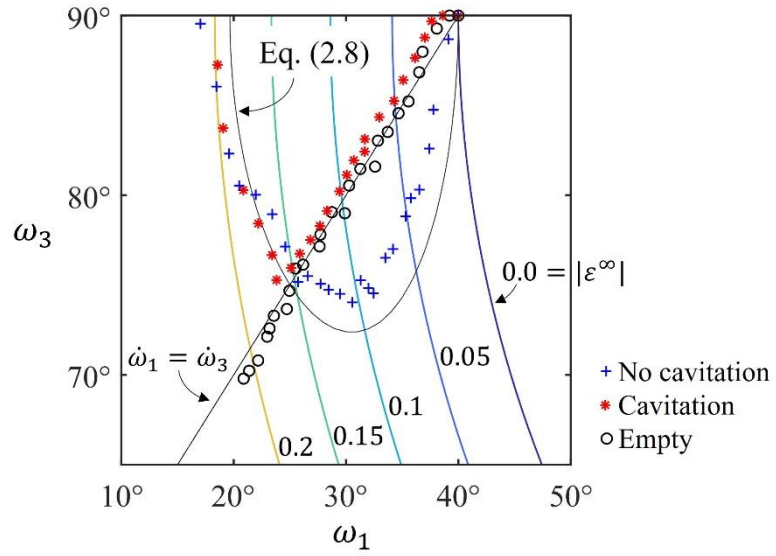 90°
Eq. (2.8)
80°
ω₃
0.0 = |ε^∞|
ω̇₁ = ω̇₃
70°
0.05
0.1
0.15
0.2
+ No cavitation
* Cavitation
○ Empty
10° 20° 30° 40° 50°
ω₁